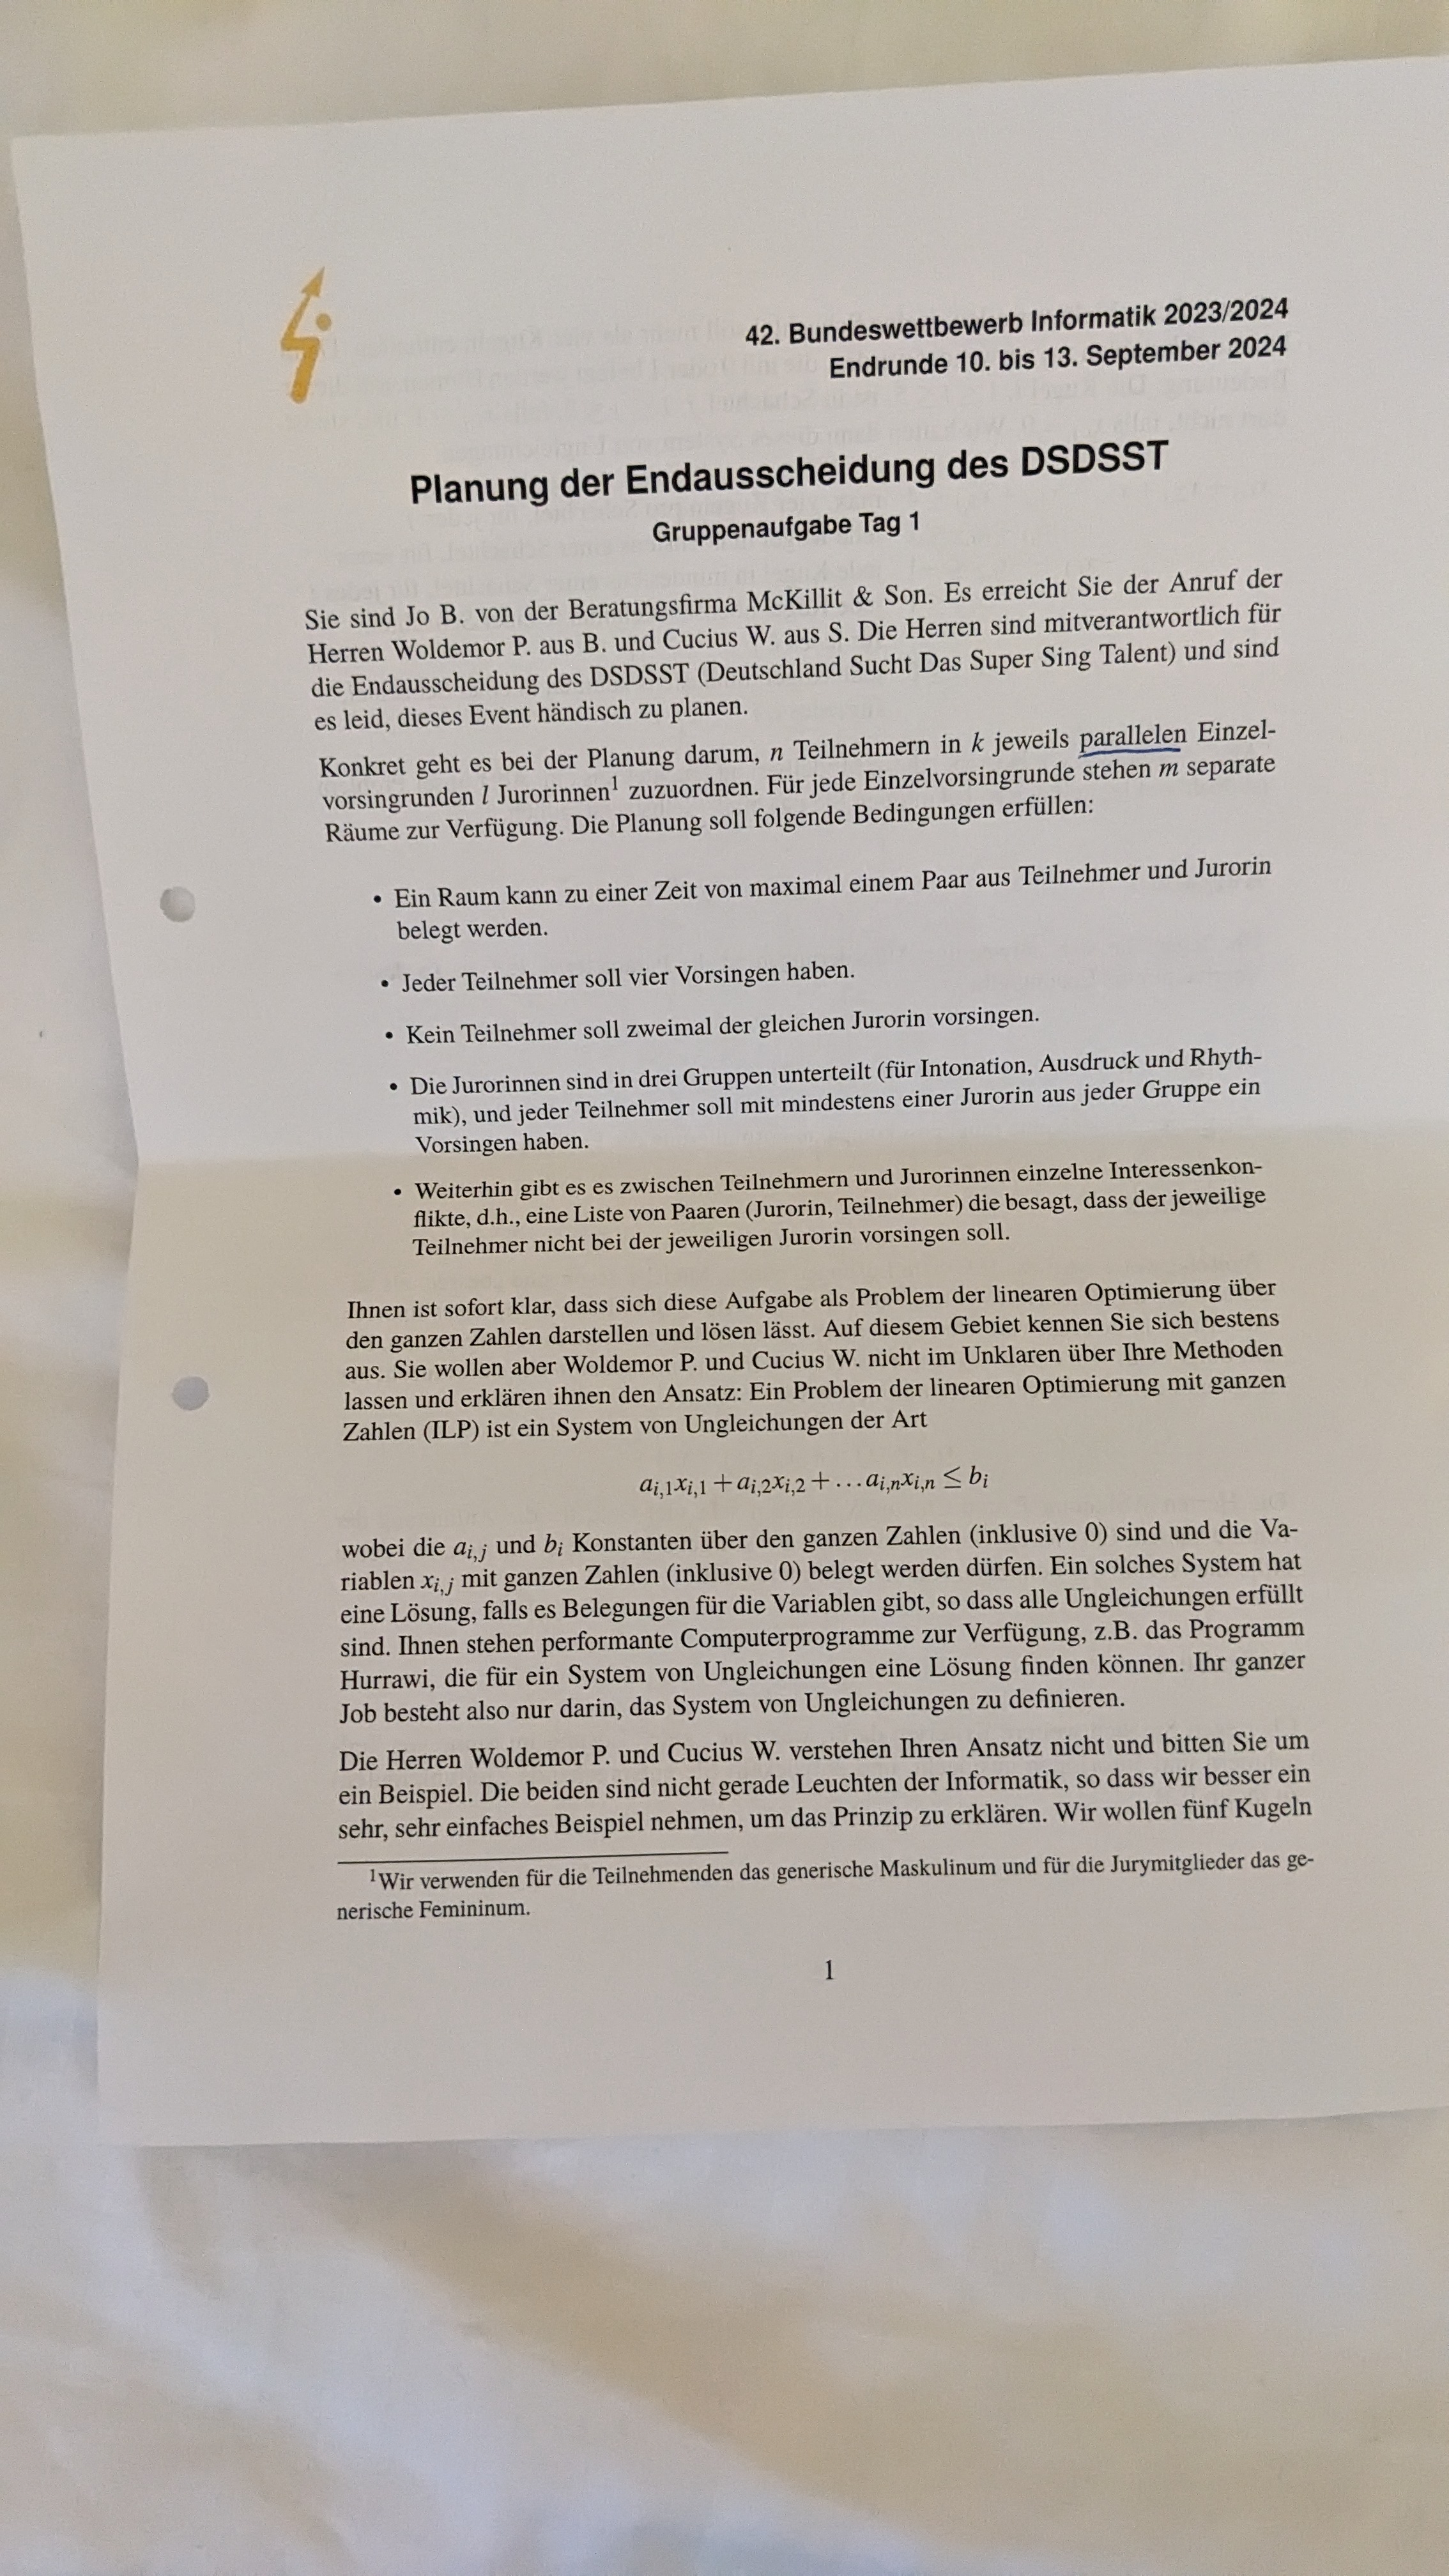 42. Bundeswettbewerb Informatik 2023/2024
Endrunde 10. bis 13. September 2024
Planung der Endausscheidung des DSDSST
Gruppenaufgabe Tag 1
Sie sind Jo B. von der Beratungsfirma McKillit & Son. Es erreicht Sie der Anruf der
Herren Woldemor P. aus B. und Cucius W. aus S. Die Herren sind mitverantwortlich für
die Endausscheidung des DSDSST (Deutschland Sucht Das Super Sing Talent) und sind
es leid, dieses Event händisch zu planen.
Konkret geht es bei der Planung darum, n Teilnehmern in k jeweils parallelen Einzel-
vorsingrunden l Jurorinnen¹ zuzuordnen. Für jede Einzelvorsingrunde stehen m separate
Räume zur Verfügung. Die Planung soll folgende Bedingungen erfüllen:
• Ein Raum kann zu einer Zeit von maximal einem Paar aus Teilnehmer und Jurorin
belegt werden.
• Jeder Teilnehmer soll vier Vorsingen haben.
• Kein Teilnehmer soll zweimal der gleichen Jurorin vorsingen.
• Die Jurorinnen sind in drei Gruppen unterteilt (für Intonation, Ausdruck und Rhyth-
mik), und jeder Teilnehmer soll mit mindestens einer Jurorin aus jeder Gruppe ein
Vorsingen haben.
• Weiterhin gibt es es zwischen Teilnehmern und Jurorinnen einzelne Interessenkon-
flikte, d.h., eine Liste von Paaren (Jurorin, Teilnehmer) die besagt, dass der jeweilige
Teilnehmer nicht bei der jeweiligen Jurorin vorsingen soll.
Ihnen ist sofort klar, dass sich diese Aufgabe als Problem der linearen Optimierung über
den ganzen Zahlen darstellen und lösen lässt. Auf diesem Gebiet kennen Sie sich bestens
aus. Sie wollen aber Woldemor P. und Cucius W. nicht im Unklaren über Ihre Methoden
lassen und erklären ihnen den Ansatz: Ein Problem der linearen Optimierung mit ganzen
Zahlen (ILP) ist ein System von Ungleichungen der Art
a_{i,1}x_{i,1} + a_{i,2}x_{i,2} + … a_{i,n}x_{i,n} ≤ b_i
wobei die a_{i,j} und b_i Konstanten über den ganzen Zahlen (inklusive 0) sind und die Va-
riablen x_{i,j} mit ganzen Zahlen (inklusive 0) belegt werden dürfen. Ein solches System hat
eine Lösung, falls es Belegungen für die Variablen gibt, so dass alle Ungleichungen erfüllt
sind. Ihnen stehen performante Computerprogramme zur Verfügung, z.B. das Programm
Hurrawi, die für ein System von Ungleichungen eine Lösung finden können. Ihr ganzer
Job besteht also nur darin, das System von Ungleichungen zu definieren.
Die Herren Woldemor P. und Cucius W. verstehen Ihren Ansatz nicht und bitten Sie um
ein Beispiel. Die beiden sind nicht gerade Leuchten der Informatik, so dass wir besser ein
sehr, sehr einfaches Beispiel nehmen, um das Prinzip zu erklären. Wir wollen fünf Kugeln
¹Wir verwenden für die Teilnehmenden das generische Maskulinum und für die Jurymitglieder das ge-
nerische Femininum.
1